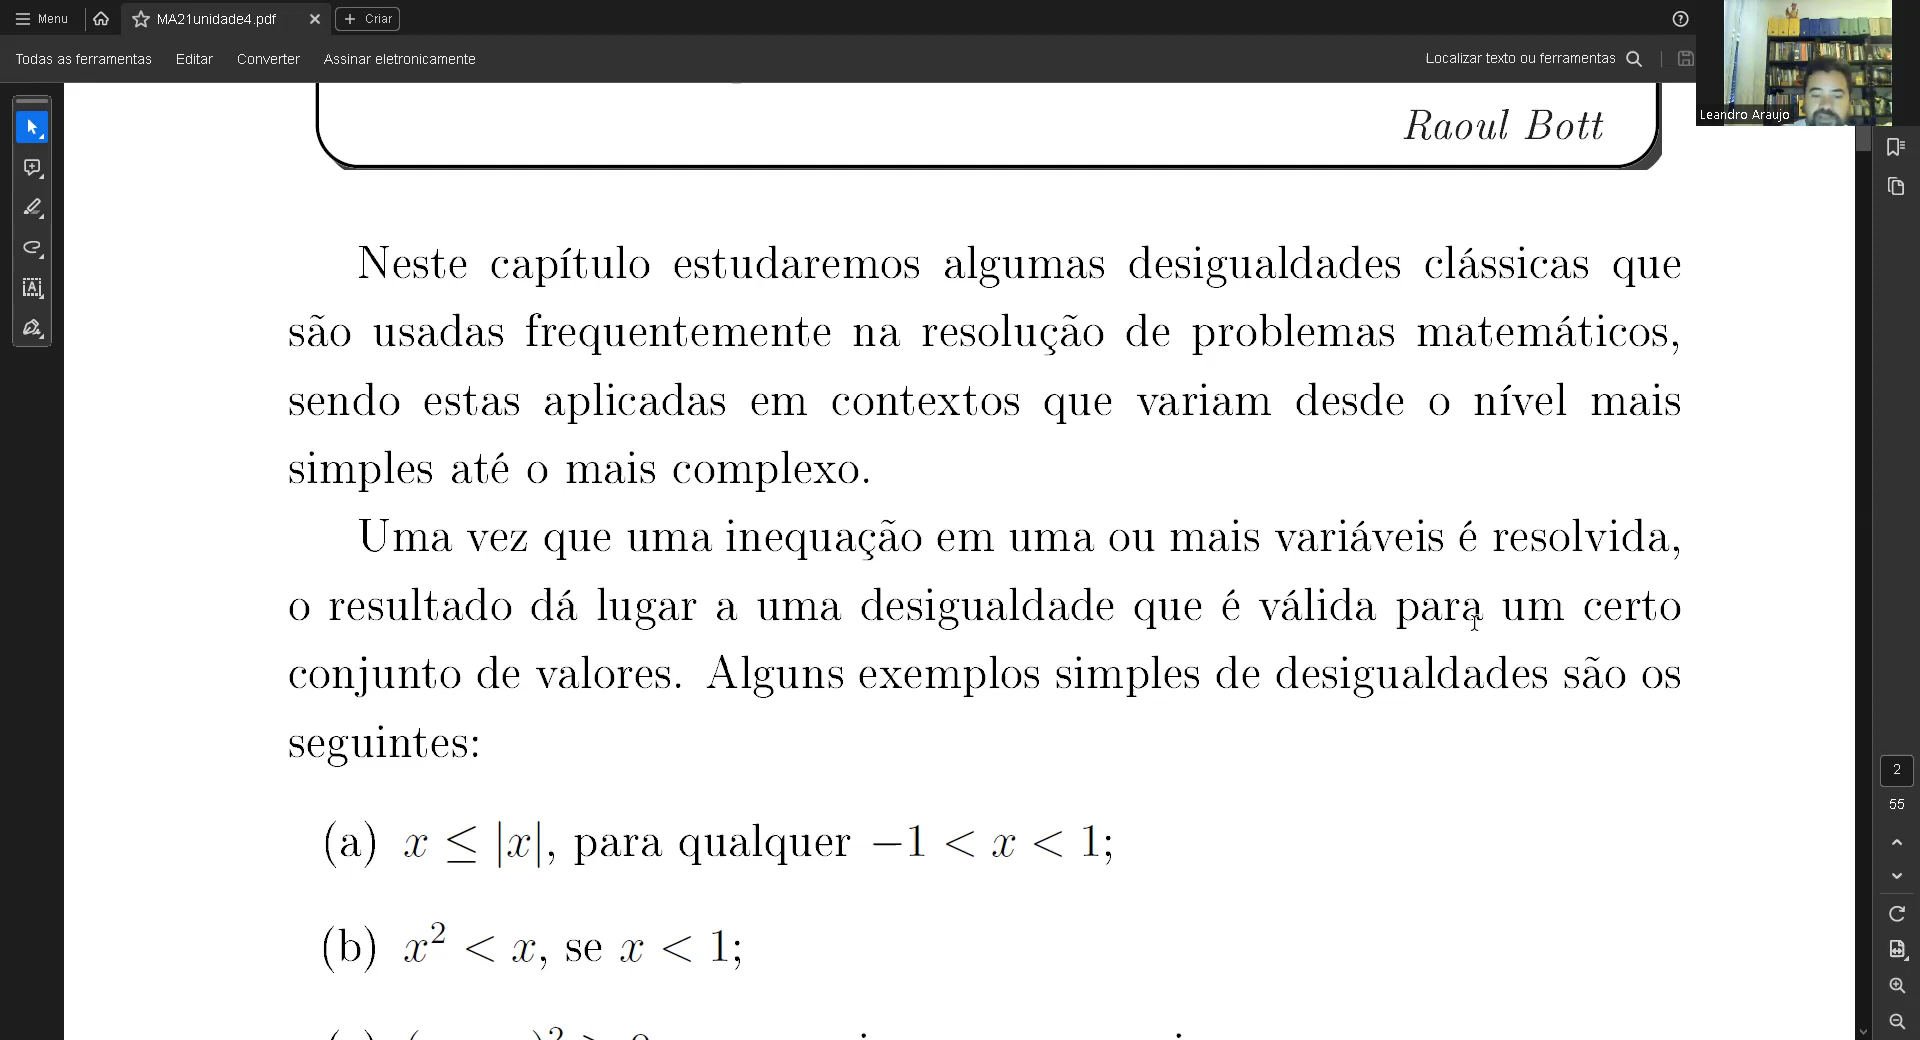 Menu
MA21unidade4.pdf
Criar
Todas as ferramentas
Editar
Converter
Assinar eletronicamente
Localizar texto ou ferramentas
Leandro Araujo
Raoul Bott
Neste capítulo estudaremos algumas desigualdades clássicas que
são usadas frequentemente na resolução de problemas matemáticos,
sendo estas aplicadas em contextos que variam desde o nível mais
simples até o mais complexo.
Uma vez que uma inequação em uma ou mais variáveis é resolvida,
o resultado dá lugar a uma desigualdade que é válida para um certo
conjunto de valores. Alguns exemplos simples de desigualdades são os
seguintes:
(a) x ≤ |x|, para qualquer −1 < x < 1;
(b) x² < x, se x < 1;
2
55